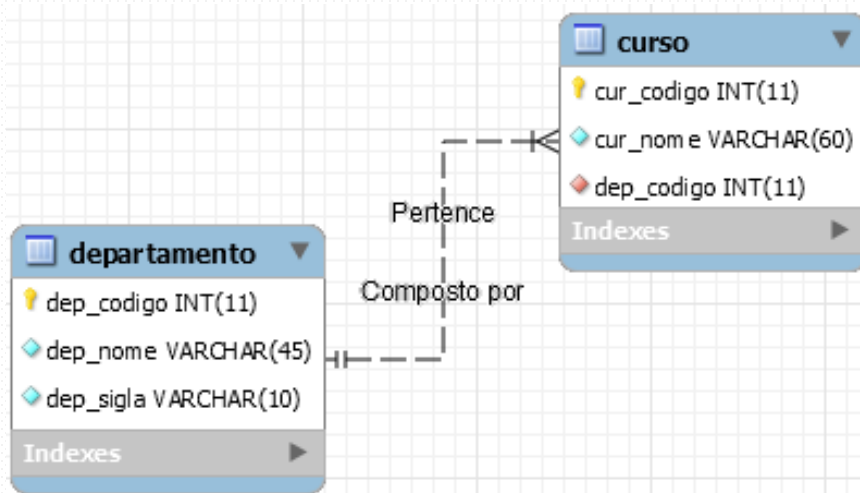 curso
cur_codigo INT(11)
cur_nome VARCHAR(60)
dep_codigo INT(11)
Indexes
Pertence
Composto por
departamento
dep_codigo INT(11)
dep_nome VARCHAR(45)
dep_sigla VARCHAR(10)
Indexes